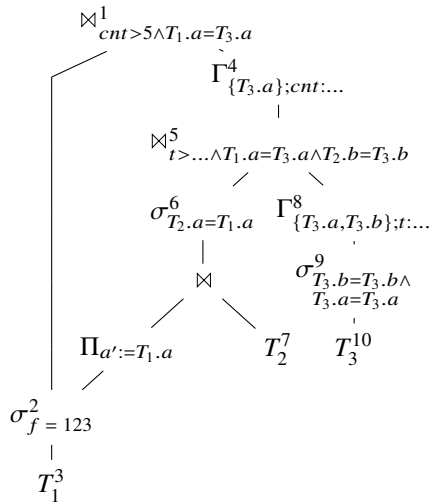 ⋈¹cnt>5∧T₁.a=T₃.a
Γ⁴{T₃.a};cnt:...
⋈⁵t>...∧T₁.a=T₃.a∧T₂.b=T₃.b
σ⁶T₂.a=T₁.a
Γ⁸{T₃.a,T₃.b};t:...
σ⁹T₃.b=T₃.b∧
T₃.a=T₃.a
⋈
Πa′:=T₁.a
T₂⁷
T₃¹⁰
σ²f = 123
T₁³